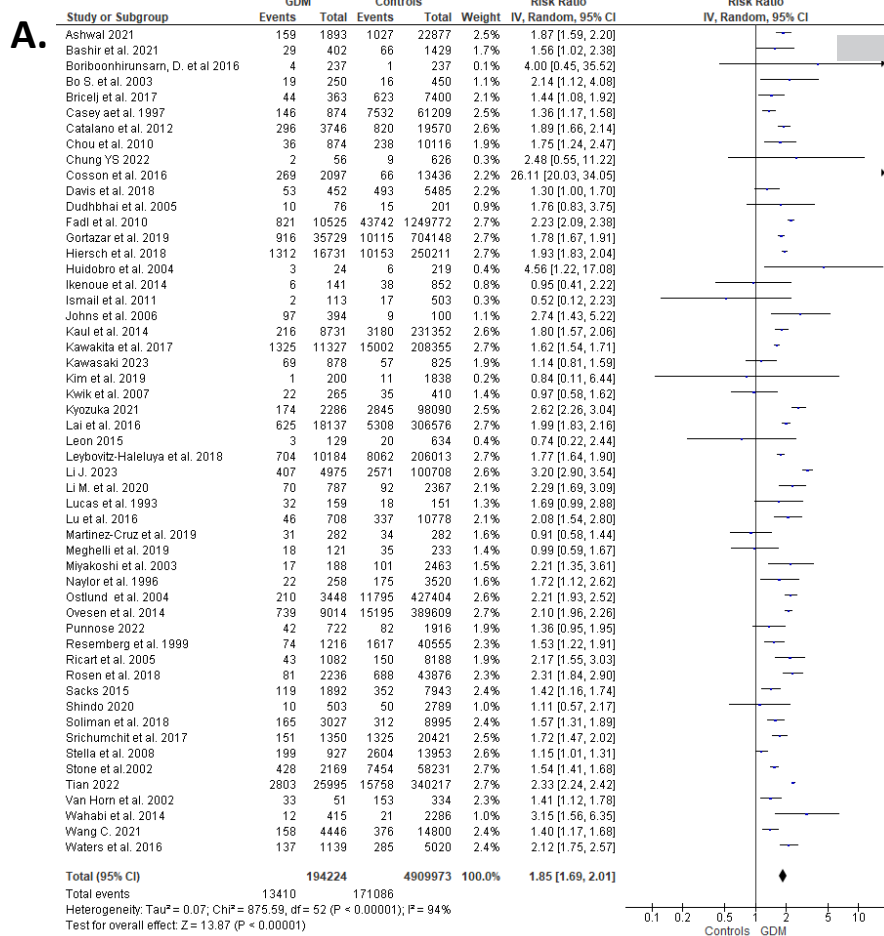 GDM Controls Risk Ratio Risk Ratio
A. Study or Subgroup Events Total Events Total Weight IV, Random, 95% CI IV, Random, 95% CI
Ashwal 2021 159 1893 1027 22877 2.5% 1.87 [1.59, 2.20]
Bashir et al. 2021 29 402 66 1429 1.5% 1.56 [1.02, 2.38]
Boriboonhirunsarn, D. et al 2016 4 237 1 237 0.1% 4.00 [0.45, 35.52]
Bo S. et al. 2003 19 250 16 450 1.0% 2.14 [1.12, 4.08]
Bricelj et al. 2017 44 363 623 7400 2.1% 1.44 [1.08, 1.92]
Casey aet al. 1997 146 874 7532 61209 2.5% 1.36 [1.17, 1.58]
Catalano et al. 2012 296 3746 820 19570 2.6% 1.89 [1.66, 2.14]
Chou et al. 2010 36 874 238 10116 1.9% 1.75 [1.24, 2.47]
Chung YS 2022 2 56 9 626 0.3% 2.48 [0.55, 11.22]
Cosson et al. 2016 269 2097 66 13436 2.2% 26.11 [20.03, 34.05]
Davis et al. 2018 53 452 493 5485 2.1% 1.30 [1.00, 1.70]
Dudhbhai et al. 2005 10 76 15 201 0.9% 1.76 [0.83, 3.75]
Fadl et al. 2010 821 10525 43742 1249772 2.7% 2.23 [2.09, 2.38]
Gortazar et al. 2019 916 35729 10115 704148 2.7% 1.78 [1.67, 1.91]
Hiersch et al. 2018 1312 16731 10153 250211 2.7% 1.93 [1.83, 2.04]
Huidobro et al. 2004 3 24 6 219 0.4% 4.56 [1.22, 17.08]
Ikenoue et al. 2014 6 141 38 852 0.8% 0.95 [0.41, 2.22]
Ismail et al. 2011 2 113 17 503 0.3% 0.52 [0.12, 2.23]
Johns et al. 2006 97 394 9 100 1.0% 2.74 [1.43, 5.22]
Kaul et al. 2014 216 8731 3180 231352 2.6% 1.80 [1.57, 2.06]
Kawakita et al. 2017 1325 11327 15002 208355 2.7% 1.62 [1.54, 1.71]
Kawasaki 2023 69 878 57 825 1.8% 1.14 [0.81, 1.59]
Kim et al. 2019 1 200 11 1838 0.2% 0.84 [0.11, 6.44]
Kwik et al. 2007 22 265 35 410 1.3% 0.97 [0.58, 1.62]
Kyozuka 2021 174 2286 2845 98090 2.5% 2.62 [2.26, 3.04]
Lai et al. 2016 625 18137 5308 306576 2.7% 1.99 [1.83, 2.16]
Leon 2015 3 129 20 634 0.5% 0.74 [0.22, 2.44]
Leybovitz-Haleluya et al. 2018 704 10184 8062 206013 2.7% 1.77 [1.64, 1.90]
Li J. 2023 407 4975 2571 100708 2.6% 3.20 [2.90, 3.54]
Li M. et al. 2020 70 787 92 2367 2.1% 2.29 [1.69, 3.09]
Lucas et al. 1993 32 159 18 151 1.2% 1.69 [0.99, 2.88]
Lu et al. 2016 46 708 337 10778 2.1% 2.08 [1.54, 2.80]
Martinez-Cruz et al. 2019 31 282 34 282 1.4% 0.91 [0.58, 1.44]
Meghelli et al. 2019 18 121 35 233 1.3% 0.99 [0.59, 1.67]
Miyakoshi et al. 2003 17 188 101 2463 1.4% 2.21 [1.35, 3.61]
Naylor et al. 1996 22 258 175 3520 1.6% 1.72 [1.12, 2.62]
Ostlund et al. 2004 210 3448 11795 427404 2.6% 2.21 [1.93, 2.52]
Ovesen et al. 2014 739 9014 15195 389609 2.7% 2.10 [1.96, 2.26]
Punnose 2022 42 722 82 1916 1.9% 1.36 [0.95, 1.95]
Resemberg et al. 1999 74 1216 1617 40555 2.3% 1.53 [1.22, 1.91]
Ricart et al. 2005 43 1082 150 8188 1.9% 2.17 [1.55, 3.03]
Rosen et al. 2018 81 2236 688 43876 2.3% 2.31 [1.84, 2.90]
Sacks 2015 119 1892 352 7943 2.4% 1.42 [1.16, 1.74]
Shindo 2020 10 503 50 2789 1.0% 1.11 [0.57, 2.17]
Soliman et al. 2018 165 3027 312 8995 2.4% 1.57 [1.31, 1.89]
Srichumchit et al. 2017 151 1350 1325 20421 2.5% 1.72 [1.47, 2.02]
Stella et al. 2008 199 927 2604 13953 2.6% 1.15 [1.01, 1.31]
Stone et al.2002 428 2169 7454 58231 2.7% 1.54 [1.41, 1.68]
Tian 2022 2803 25995 15758 340217 2.7% 2.33 [2.24, 2.42]
Van Horn et al. 2002 33 51 153 334 2.3% 1.41 [1.12, 1.78]
Wahabi et al. 2014 12 415 21 2286 0.9% 3.15 [1.56, 6.35]
Wang C. 2021 158 4446 376 14800 2.4% 1.40 [1.17, 1.68]
Waters et al. 2016 137 1139 285 5020 2.4% 2.12 [1.75, 2.57]
Total (95% CI) 194224 4909973 100.0% 1.85 [1.69, 2.01]
Total events 13410 171086
Heterogeneity: Tau² = 0.07; Chi² = 875.59, df = 52 (P < 0.00001); I² = 94%
Test for overall effect: Z = 13.87 (P < 0.00001)
0.1 0.2 0.5 1 2 5 10
Controls GDM